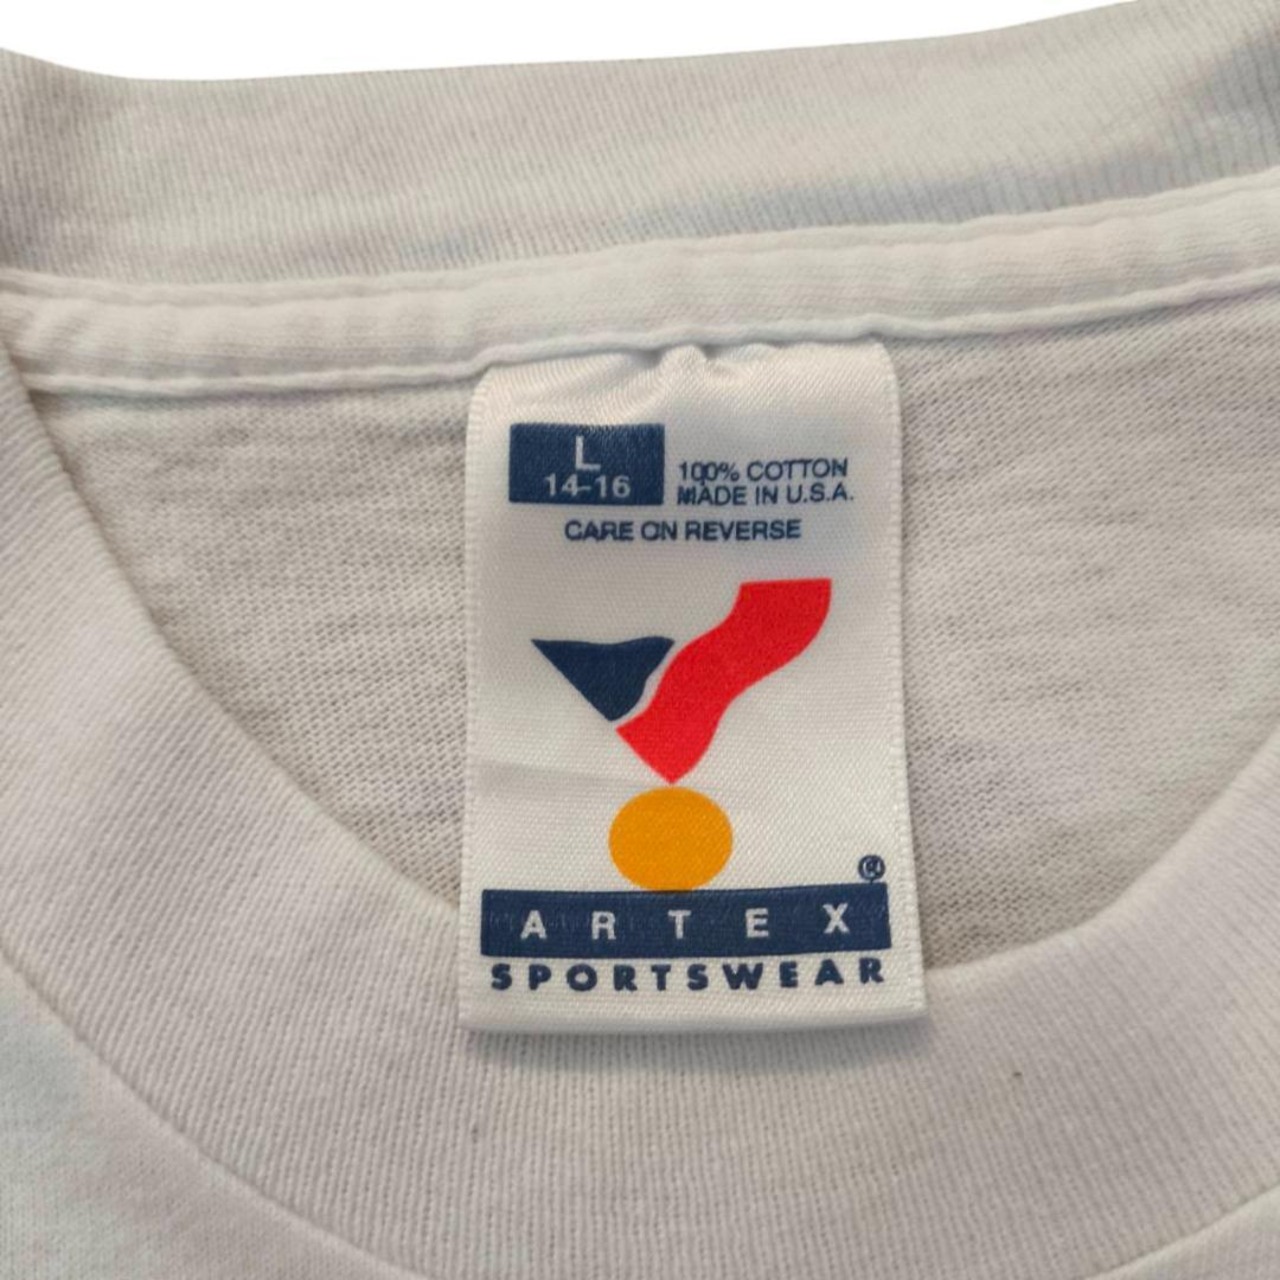 L
14-16
100% COTTON
MADE IN U.S.A.
CARE ON REVERSE
®
ARTEX
SPORTSWEAR